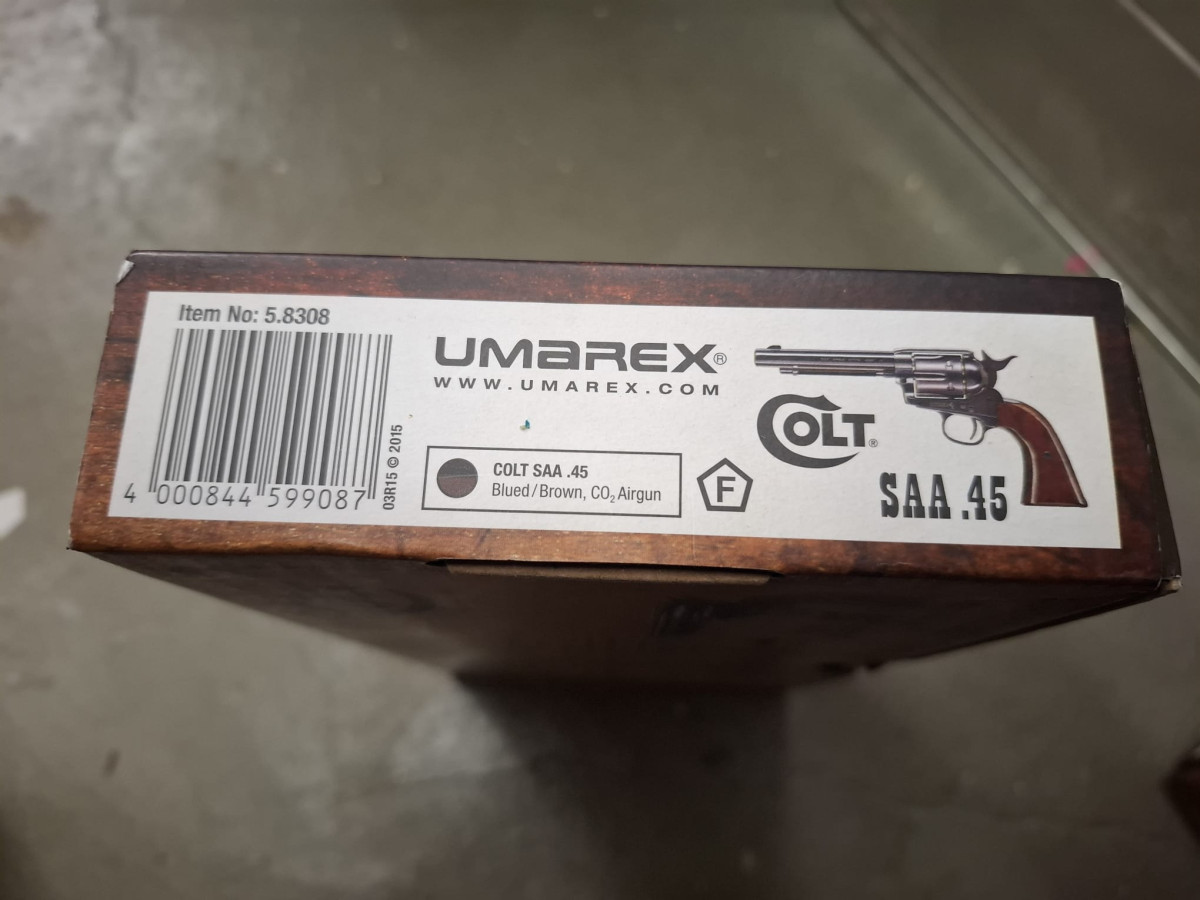 Item No: 5.8308
4 000844 599087
03R15 © 2015
UMAREX®
WWW.UMAREX.COM
COLT SAA .45
Blued/Brown, CO₂ Airgun
F
COLT®
SAA .45